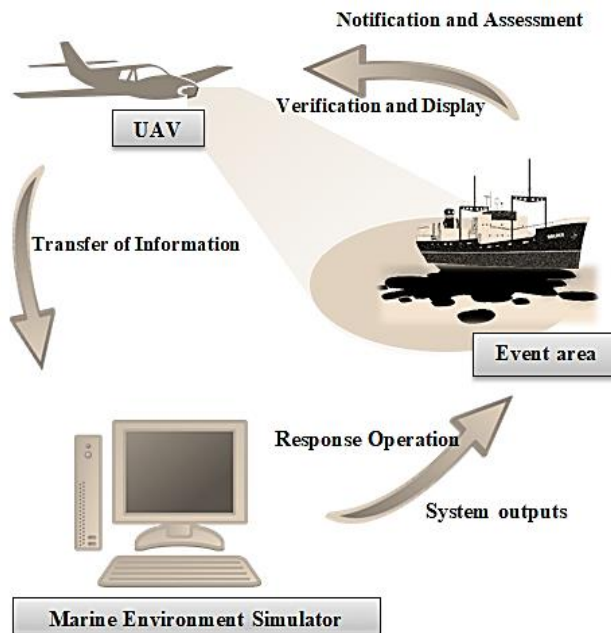 Notification and Assessment
Verification and Display
UAV
Transfer of Information
Event area
Response Operation
System outputs
Marine Environment Simulator